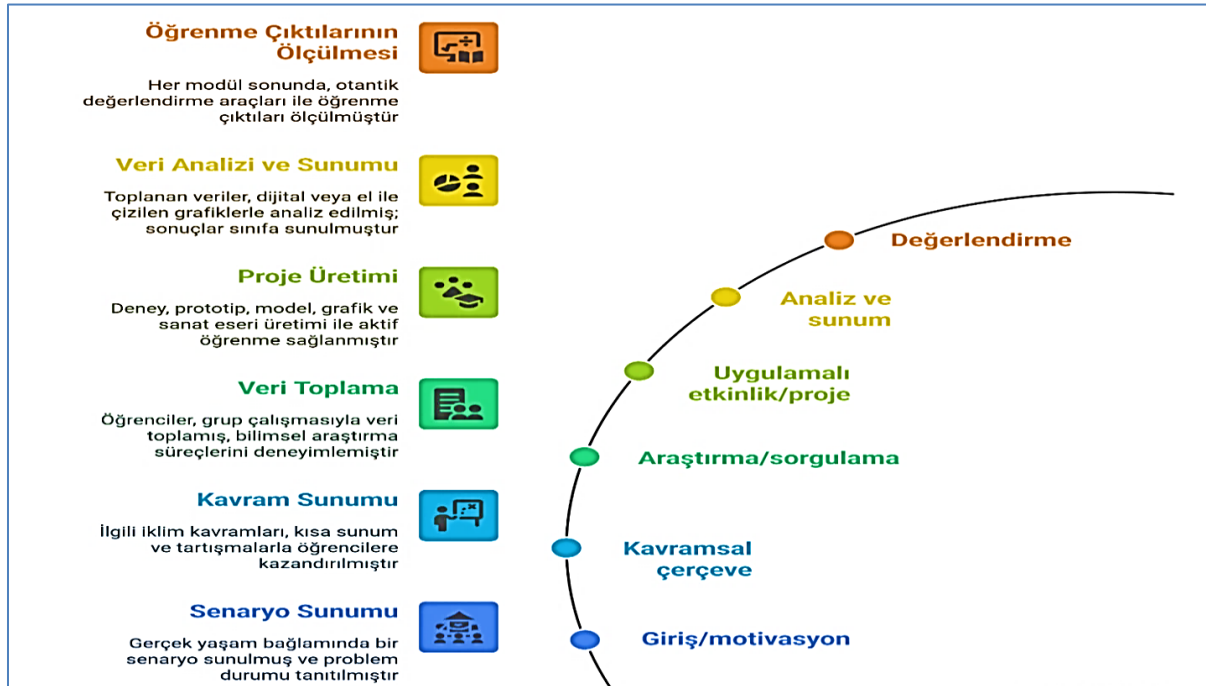 Öğrenme Çıktılarının
Ölçülmesi
Her modül sonunda, otantik
değerlendirme araçları ile öğrenme
çıktıları ölçülmüştür
Veri Analizi ve Sunumu
Toplanan veriler, dijital veya el ile
çizilen grafiklerle analiz edilmiş;
sonuçlar sınıfa sunulmuştur
Değerlendirme
Proje Üretimi
Deney, prototip, model, grafik ve
sanat eseri üretimi ile aktif
öğrenme sağlanmıştır
Analiz ve
sunum
Veri Toplama
Öğrenciler, grup çalışmasıyla veri
toplamış, bilimsel araştırma
süreçlerini deneyimlemiştir
Uygulamalı
etkinlik/proje
Araştırma/sorgulama
Kavram Sunumu
İlgili iklim kavramları, kısa sunum
ve tartışmalarla öğrencilere
kazandırılmıştır
Kavramsal
çerçeve
Senaryo Sunumu
Gerçek yaşam bağlamında bir
senaryo sunulmuş ve problem
durumu tanıtılmıştır
Giriş/motivasyon